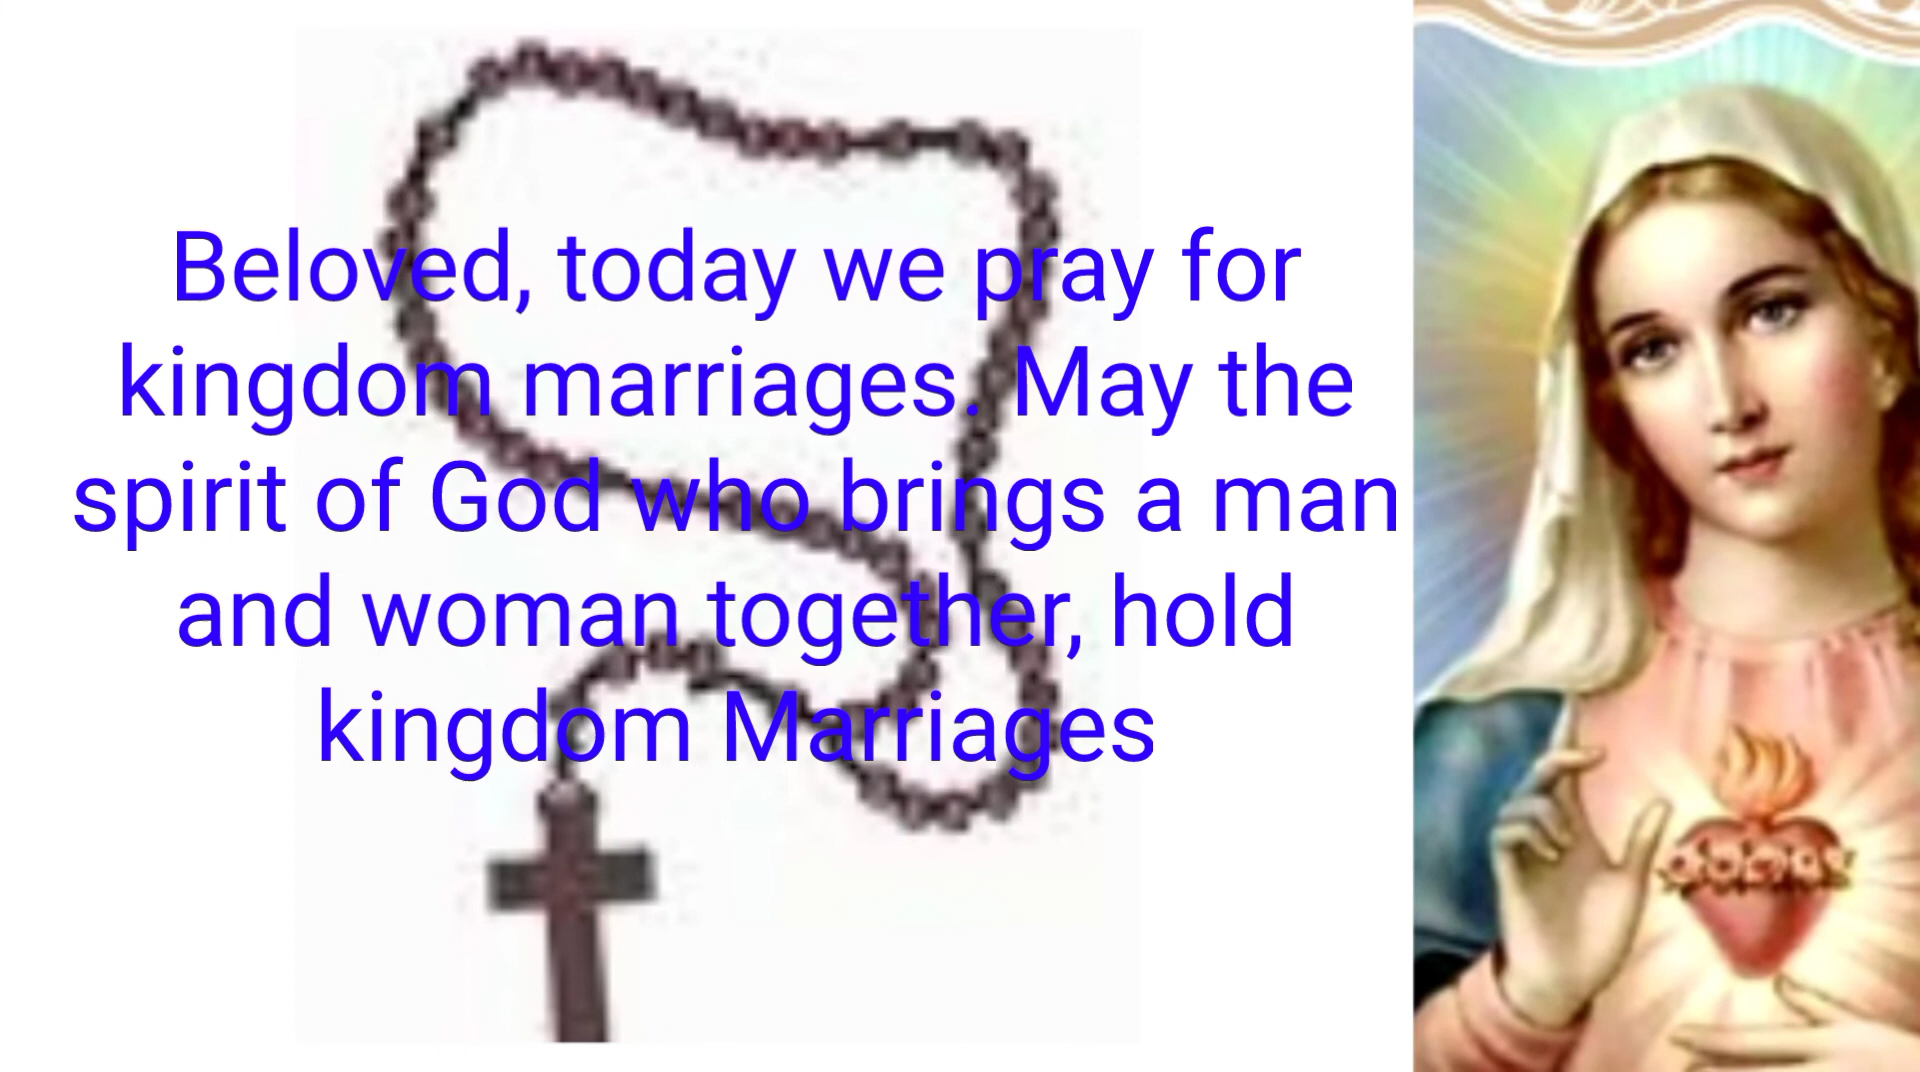 Beloved, today we pray for
kingdom marriages. May the
spirit of God who brings a man
and woman together, hold
kingdom Marriages